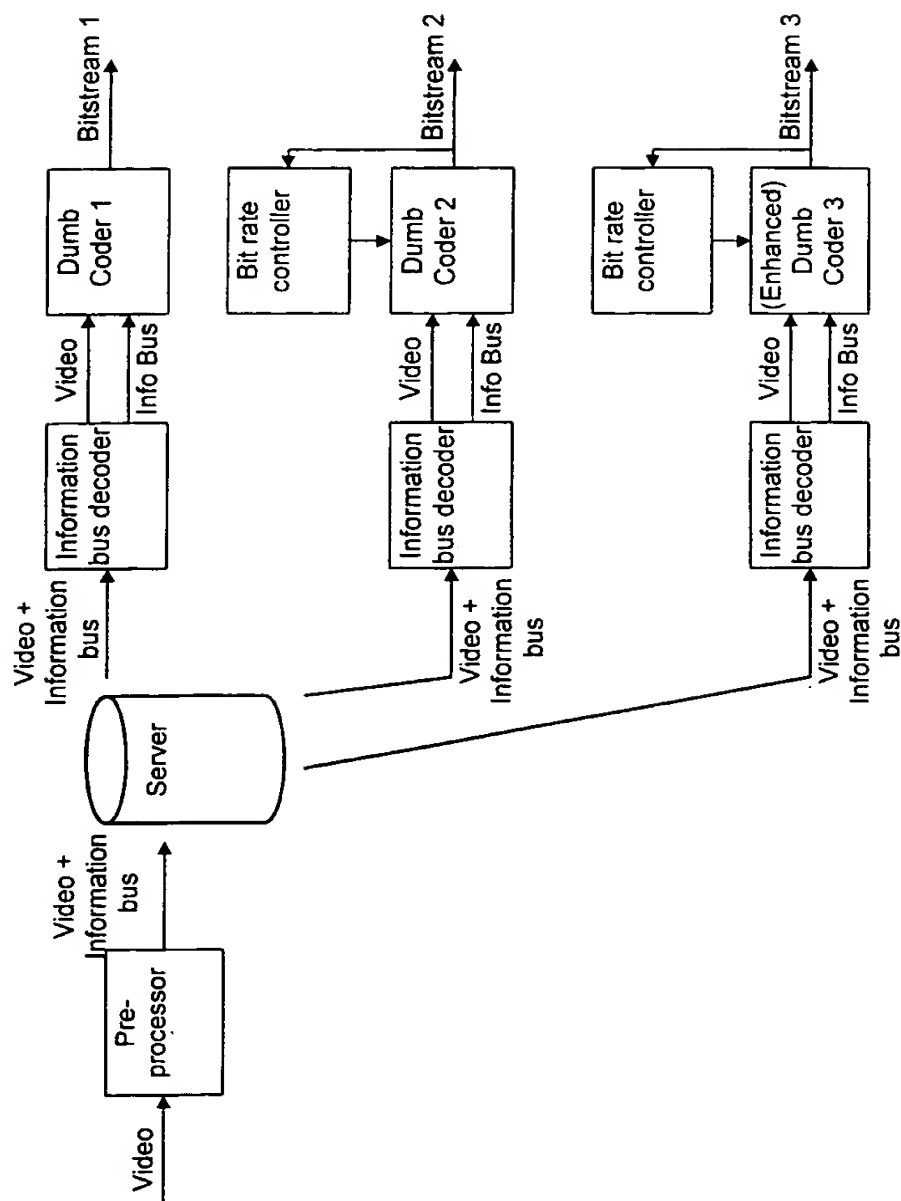 Video
Pre-
processor
Video +
Information
bus
Server
Video +
Information
bus
Information
bus decoder
Video
Info Bus
Dumb
Coder 1
Bitstream 1
Video +
Information
bus
Information
bus decoder
Video
Info Bus
Bit rate
controller
Dumb
Coder 2
Bitstream 2
Video +
Information
bus
Information
bus decoder
Video
Info Bus
Bit rate
controller
(Enhanced)
Dumb
Coder 3
Bitstream 3